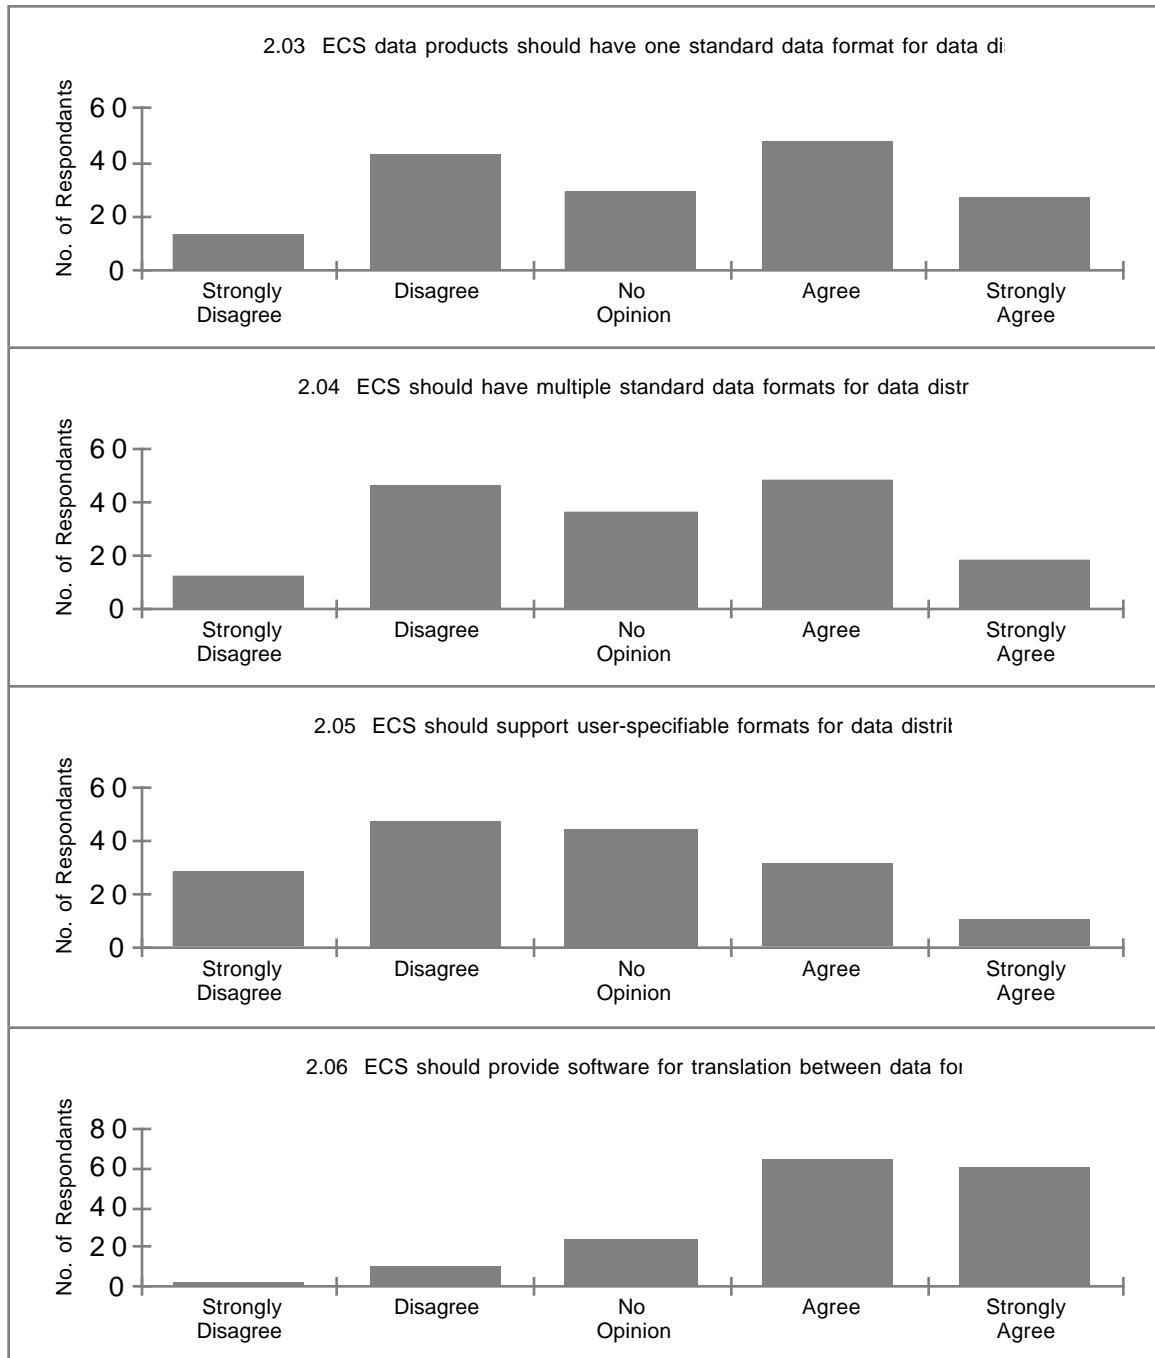 2.03 ECS data products should have one standard data format for data di
No. of Respondants
60
40
20
0
Strongly
Disagree
Disagree
No
Opinion
Agree
Strongly
Agree
2.04 ECS should have multiple standard data formats for data distr
No. of Respondants
60
40
20
0
Strongly
Disagree
Disagree
No
Opinion
Agree
Strongly
Agree
2.05 ECS should support user-specifiable formats for data distri
No. of Respondants
60
40
20
0
Strongly
Disagree
Disagree
No
Opinion
Agree
Strongly
Agree
2.06 ECS should provide software for translation between data for
No. of Respondants
80
60
40
20
0
Strongly
Disagree
Disagree
No
Opinion
Agree
Strongly
Agree